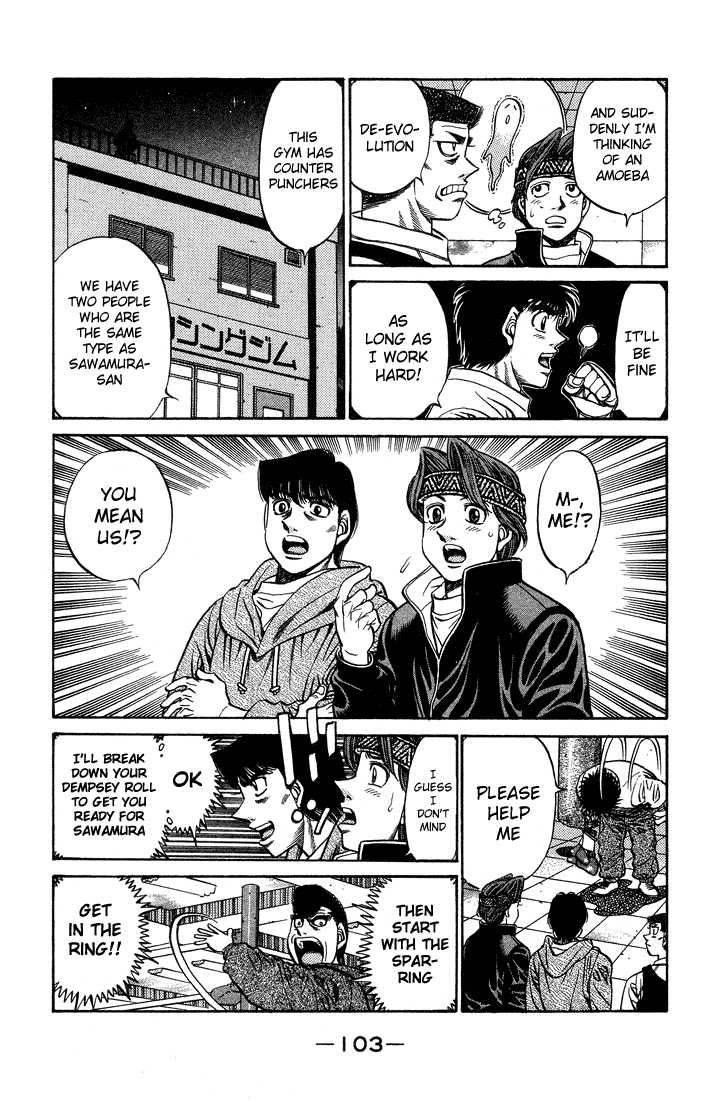 AND SUD-
DENLY I'M
THINKING
OF AN
AMOEBA
DE-EVO-
LUTION
IT'LL
BE
FINE
AS
LONG AS
I WORK
HARD!
THIS
GYM HAS
COUNTER
PUNCHERS
WE HAVE
TWO PEOPLE
WHO ARE
THE SAME
TYPE AS
SAWAMURA-
SAN
シングジム
M-,
ME!?
YOU
MEAN
US!?
PLEASE
HELP
ME
I
GUESS
I
DON'T
MIND
OK
I'LL BREAK
DOWN YOUR
DEMPSEY ROLL
TO GET YOU
READY FOR
SAWAMURA
THEN
START
WITH THE
SPAR-
RING
GET
IN THE
RING!!
—103—